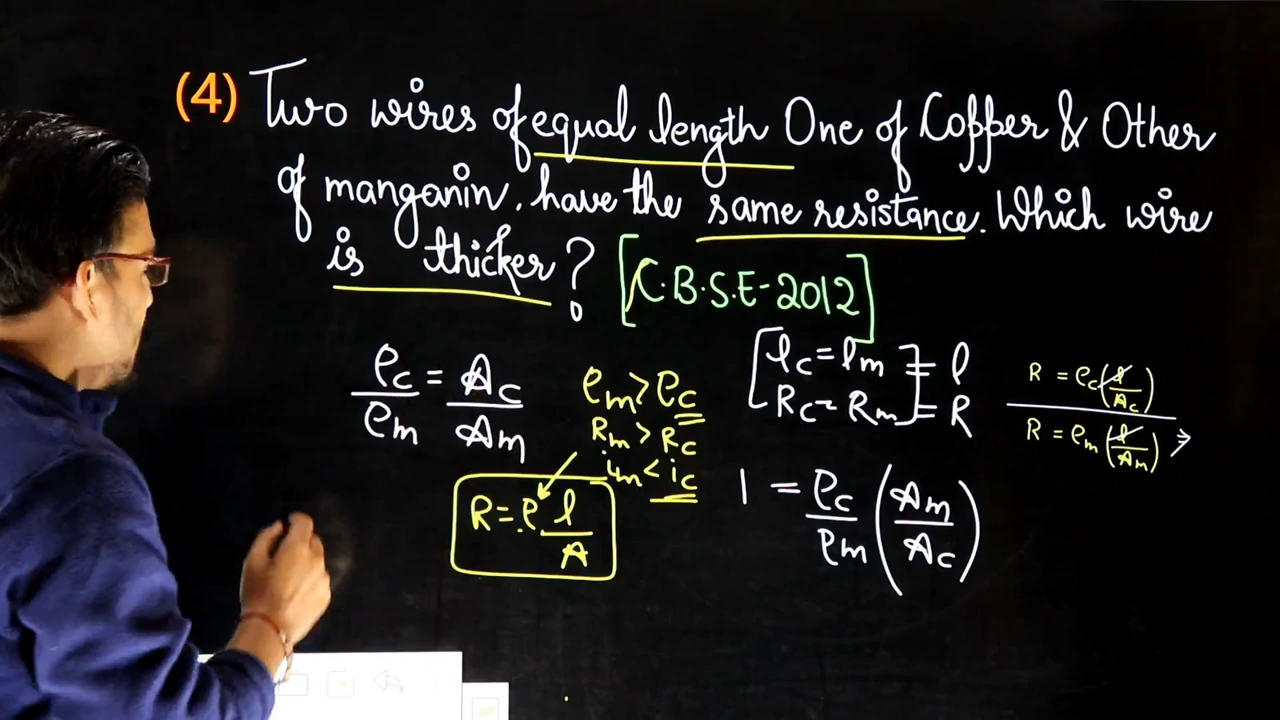 (4) Two wires of equal length One of Copper & Other
of manganin, have the same resistance. Which wire
is thicker? [C.B.S.E-2012]
ρc/ρm = Ac/Am
ρm > ρc
Rm > Rc
im < ic
R = ρ l/A
[lc = lm] = l
[Rc = Rm] = R
R = ρc (l/Ac)
R = ρm (l/Am) ⇒
1 = ρc/ρm (Am/Ac)